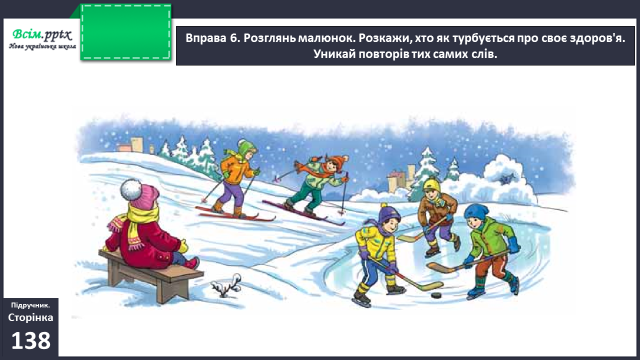 Всім.pptx
Нова українська школа
Вправа 6. Розглянь малюнок. Розкажи, хто як турбується про своє здоров'я.
Уникай повторів тих самих слів.
Підручник.
Сторінка
138